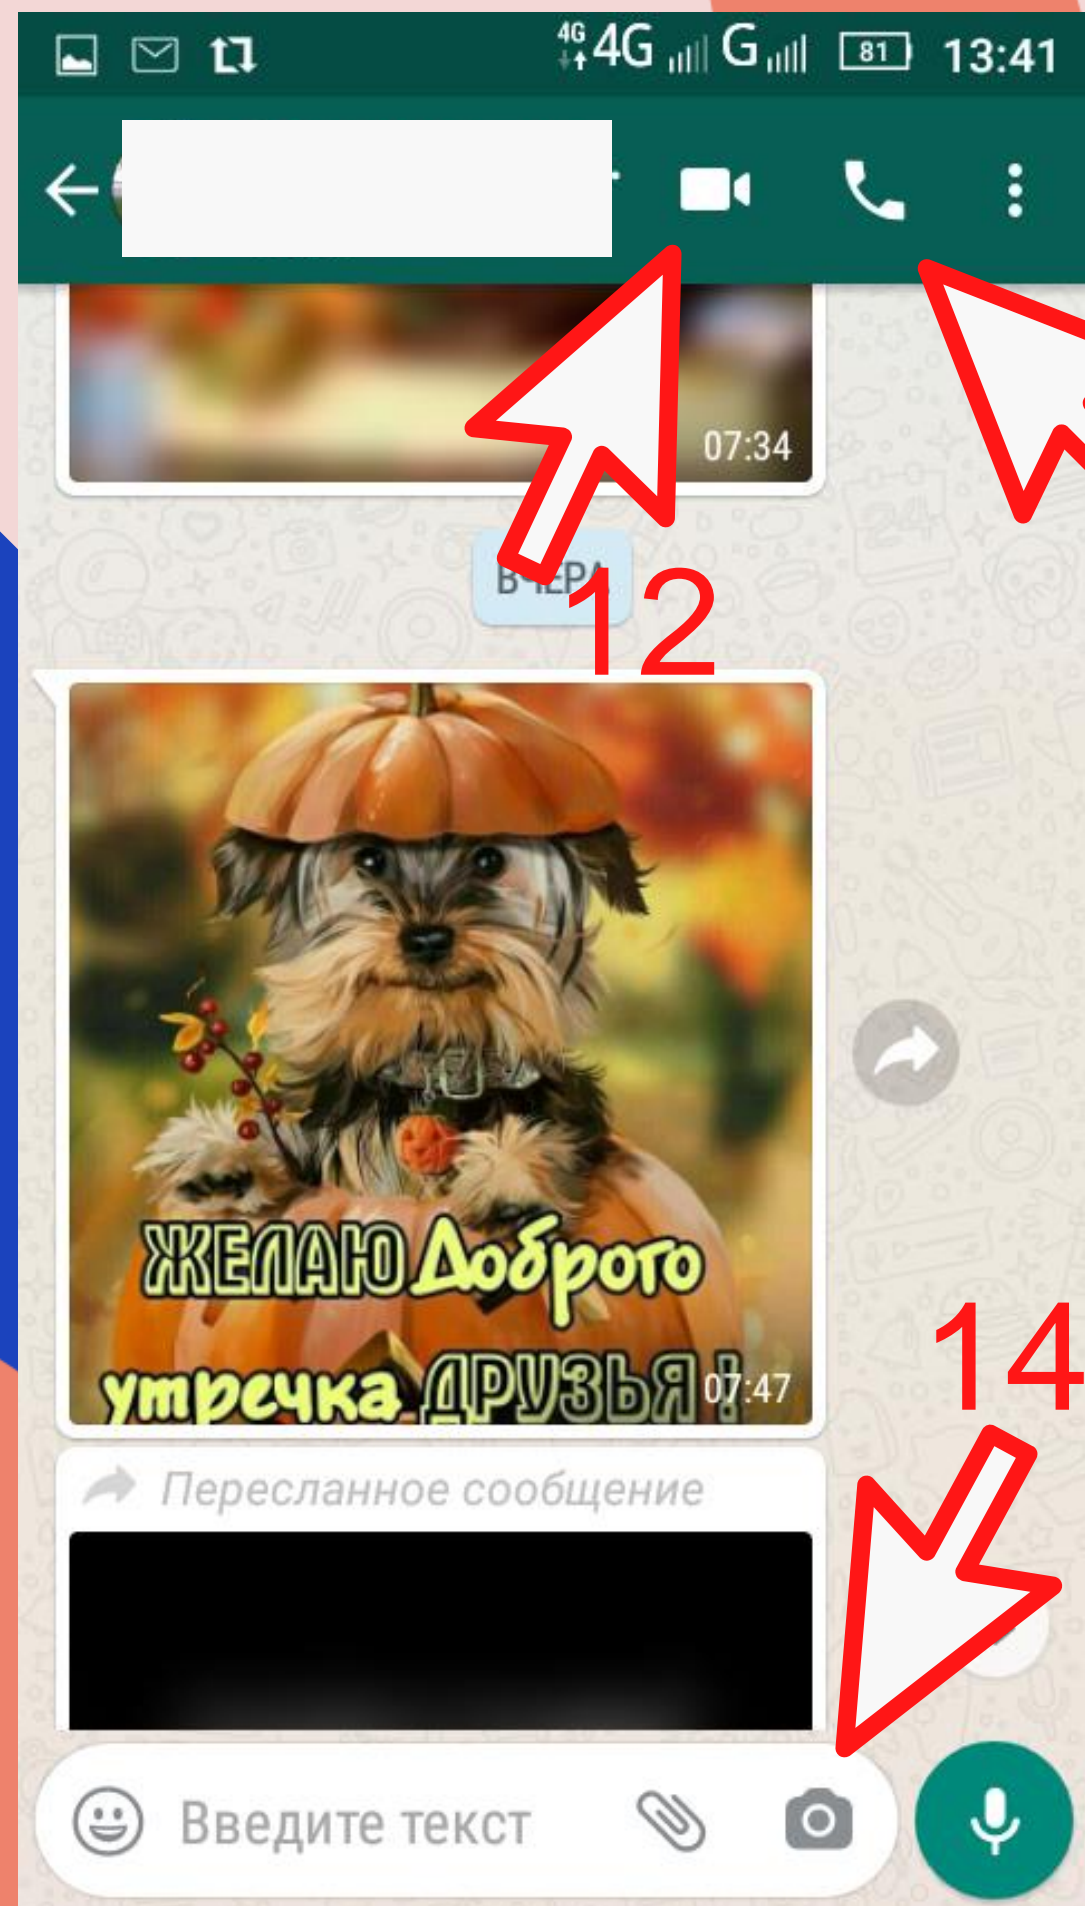 4G 4G G 81 13:41
07:34
ВЧЕРА
12
ЖЕЛАЮ Доброго
утречка ДРУЗЬЯ !
07:47
14
Пересланное сообщение
Введите текст